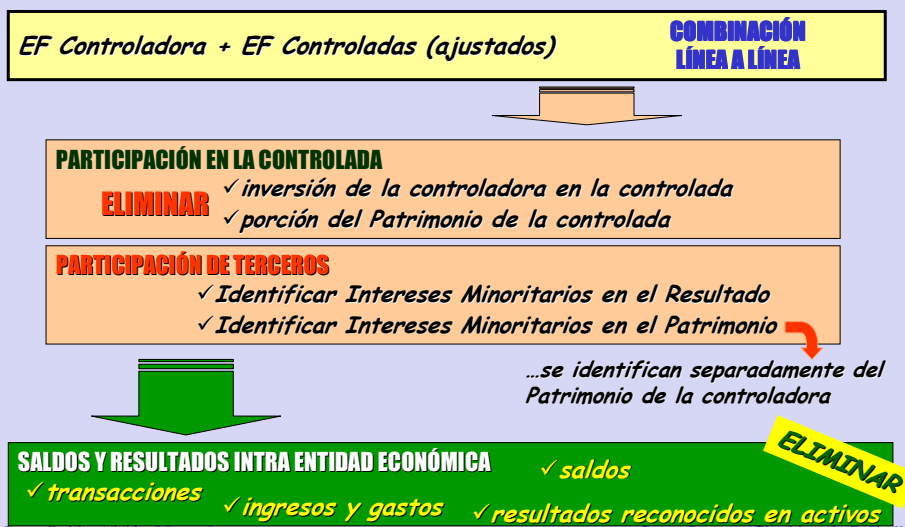 EF Controladora + EF Controladas (ajustados)
COMBINACIÓN
LÍNEA A LÍNEA
PARTICIPACIÓN EN LA CONTROLADA
ELIMINAR
✓ inversión de la controladora en la controlada
✓ porción del Patrimonio de la controlada
PARTICIPACIÓN DE TERCEROS
✓ Identificar Intereses Minoritarios en el Resultado
✓ Identificar Intereses Minoritarios en el Patrimonio
…se identifican separadamente del
Patrimonio de la controladora
ELIMINAR
SALDOS Y RESULTADOS INTRA ENTIDAD ECONÓMICA
✓ saldos
✓ transacciones
✓ ingresos y gastos
✓ resultados reconocidos en activos